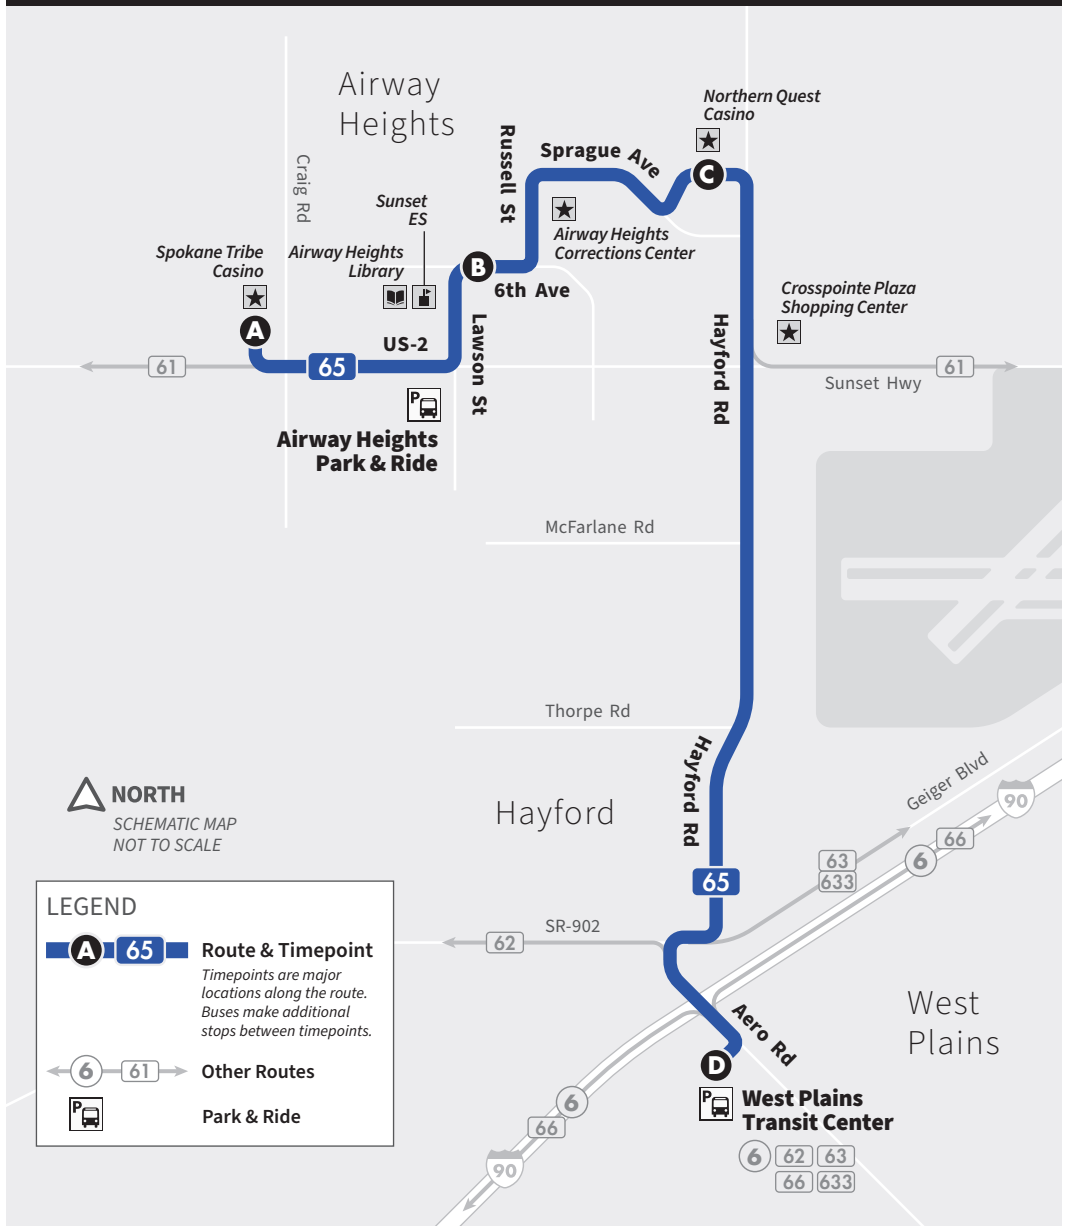 Airway
Heights
Northern Quest
Casino
Craig Rd
Russell St
Sprague Ave
C
Sunset
ES
Airway Heights
Corrections Center
Spokane Tribe
Casino
Airway Heights
Library
B
6th Ave
Crosspointe Plaza
Shopping Center
A
US-2
Lawson St
Hayford Rd
61
65
61
Sunset Hwy
P
Airway Heights
Park & Ride
McFarlane Rd
Thorpe Rd
Hayford Rd
Geiger Blvd
90
NORTH
SCHEMATIC MAP
NOT TO SCALE
Hayford
66
6
63
633
65
SR-902
62
LEGEND
A 65 Route & Timepoint
Timepoints are major
locations along the route.
Buses make additional
stops between timepoints.
6 61 Other Routes
P Park & Ride
West
Plains
Aero Rd
D
P
West Plains
Transit Center
6 62 63
66 633
6
66
90